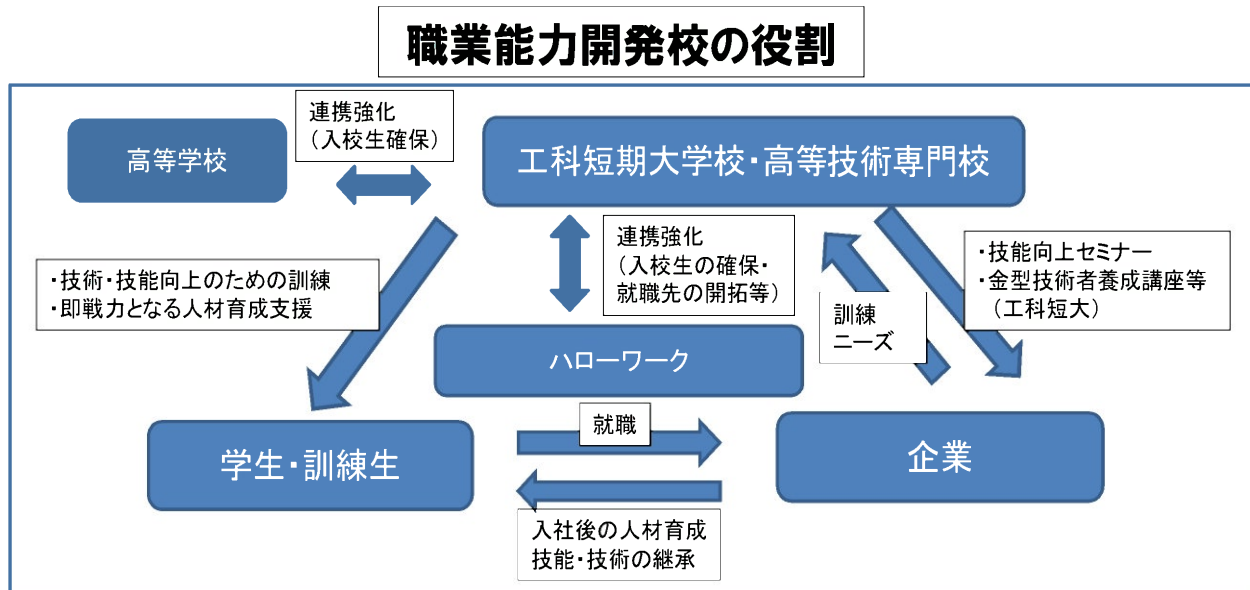 職業能力開発校の役割
高等学校
連携強化
（入校生確保）
工科短期大学校・高等技術専門校
・技術・技能向上のための訓練
・即戦力となる人材育成支援
連携強化
（入校生の確保・
就職先の開拓等）
訓練
ニーズ
・技能向上セミナー
・金型技術者養成講座等
（工科短大）
ハローワーク
学生・訓練生
就職
企業
入社後の人材育成
技能・技術の継承